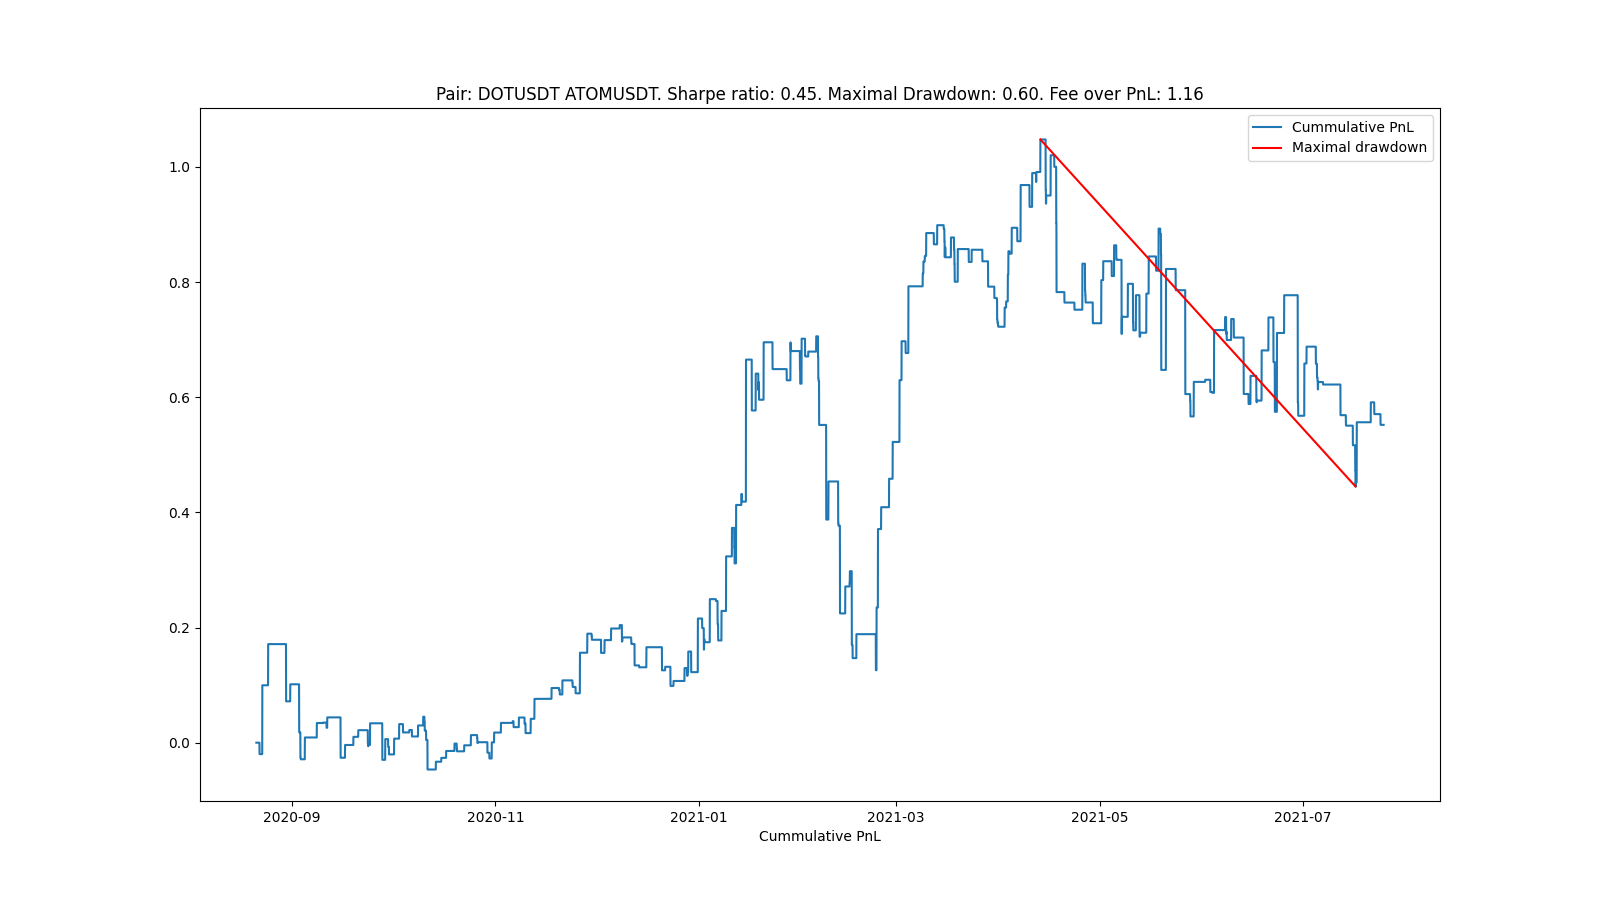 Pair: DOTUSDT ATOMUSDT. Sharpe ratio: 0.45. Maximal Drawdown: 0.60. Fee over PnL: 1.16
Cummulative PnL
Maximal drawdown
1.0
0.8
0.6
0.4
0.2
0.0
2020-09 2020-11 2021-01 2021-03 2021-05 2021-07
Cummulative PnL